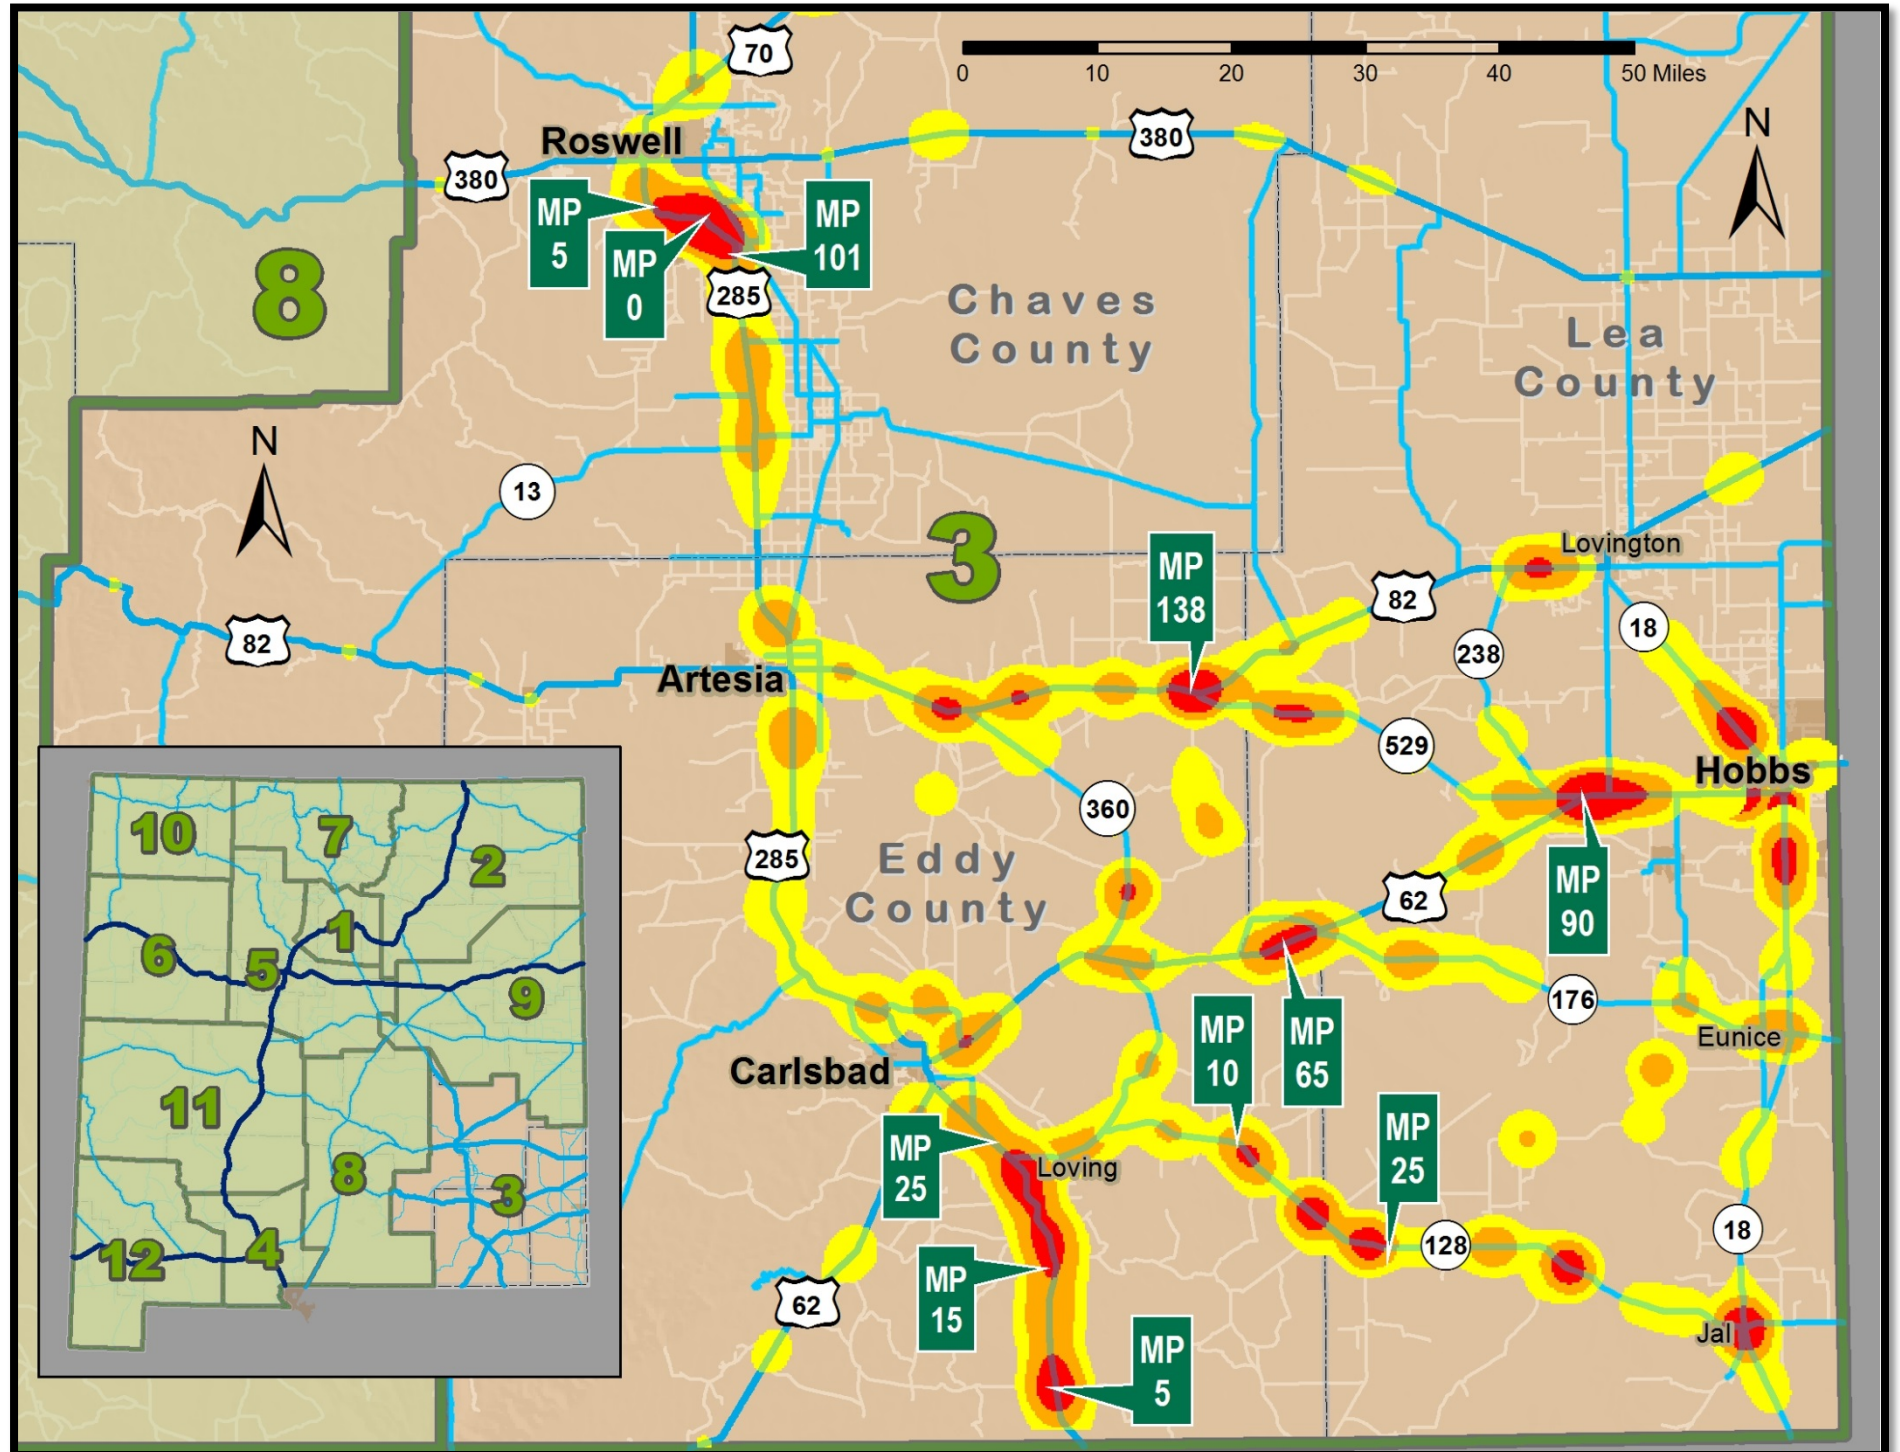 70
0
10
20
30
40
50 Miles
N
Roswell
380
380
MP
5
MP
0
MP
101
285
8
Chaves
County
Lea
County
N
13
3
MP
138
Lovington
82
18
238
82
Artesia
529
Hobbs
360
285
Eddy
County
62
MP
90
176
MP
10
MP
65
Eunice
Carlsbad
MP
25
Loving
MP
25
18
128
MP
15
62
Jal
MP
5
10
7
2
1
6
5
9
11
8
3
4
12